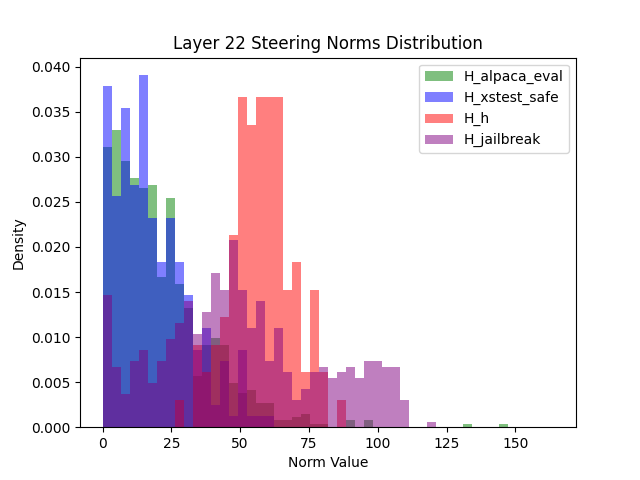 Layer 22 Steering Norms Distribution
0.040
0.035
0.030
0.025
0.020
0.015
0.010
0.005
0.000
Density
H_alpaca_eval
H_xstest_safe
H_h
H_jailbreak
0 25 50 75 100 125 150
Norm Value